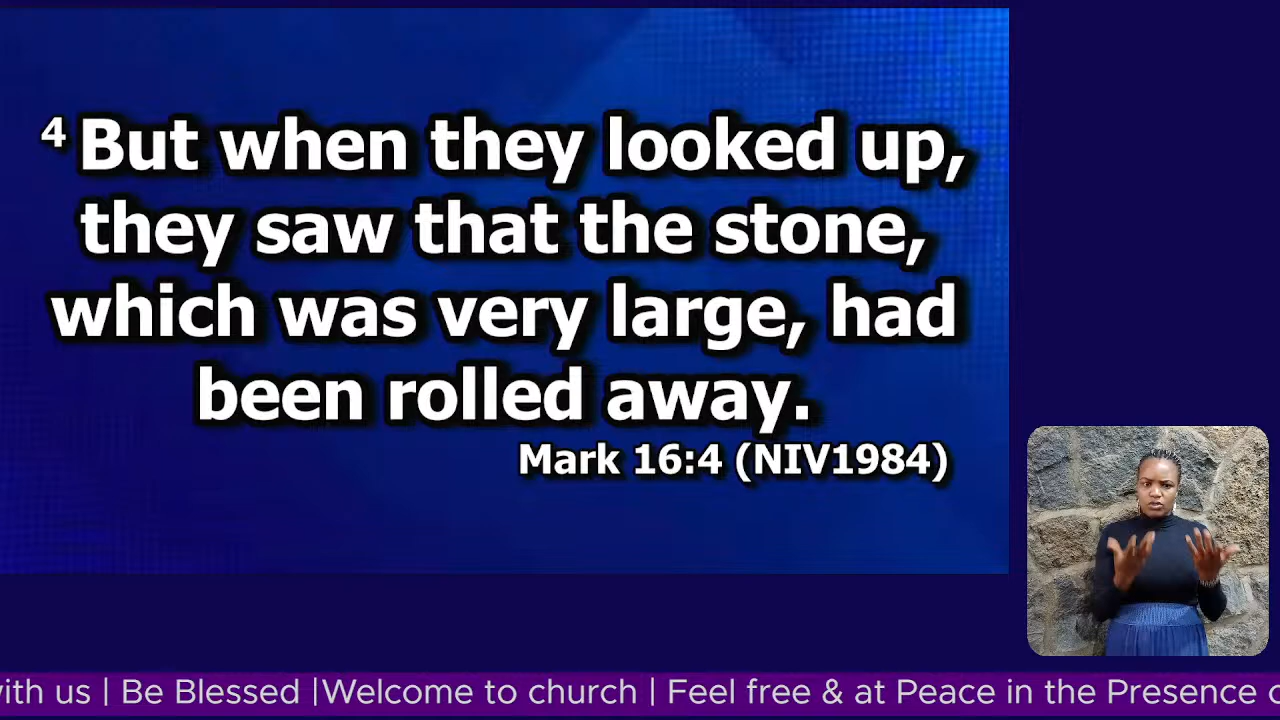 4 But when they looked up,
they saw that the stone,
which was very large, had
been rolled away.
Mark 16:4 (NIV1984)
with us | Be Blessed |Welcome to church | Feel free & at Peace in the Presence